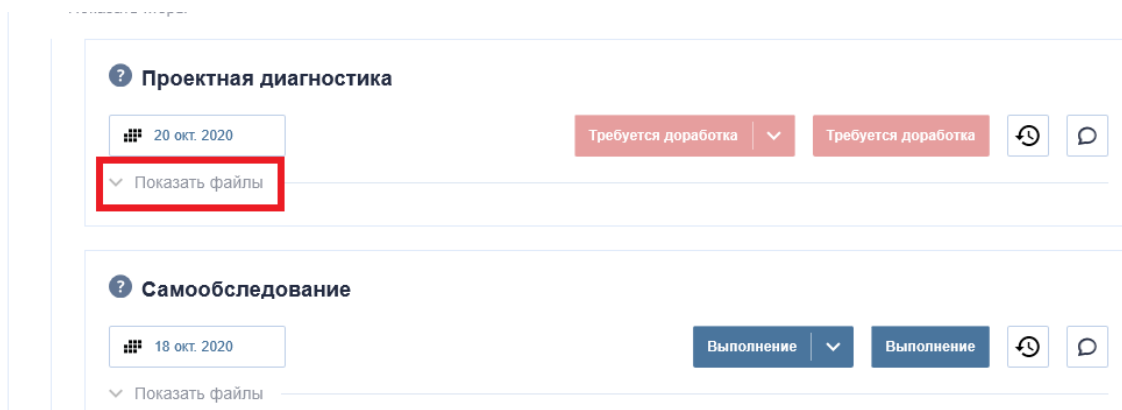 ? Проектная диагностика
20 окт. 2020 Требуется доработка Требуется доработка
Показать файлы
? Самообследование
18 окт. 2020 Выполнение Выполнение
Показать файлы